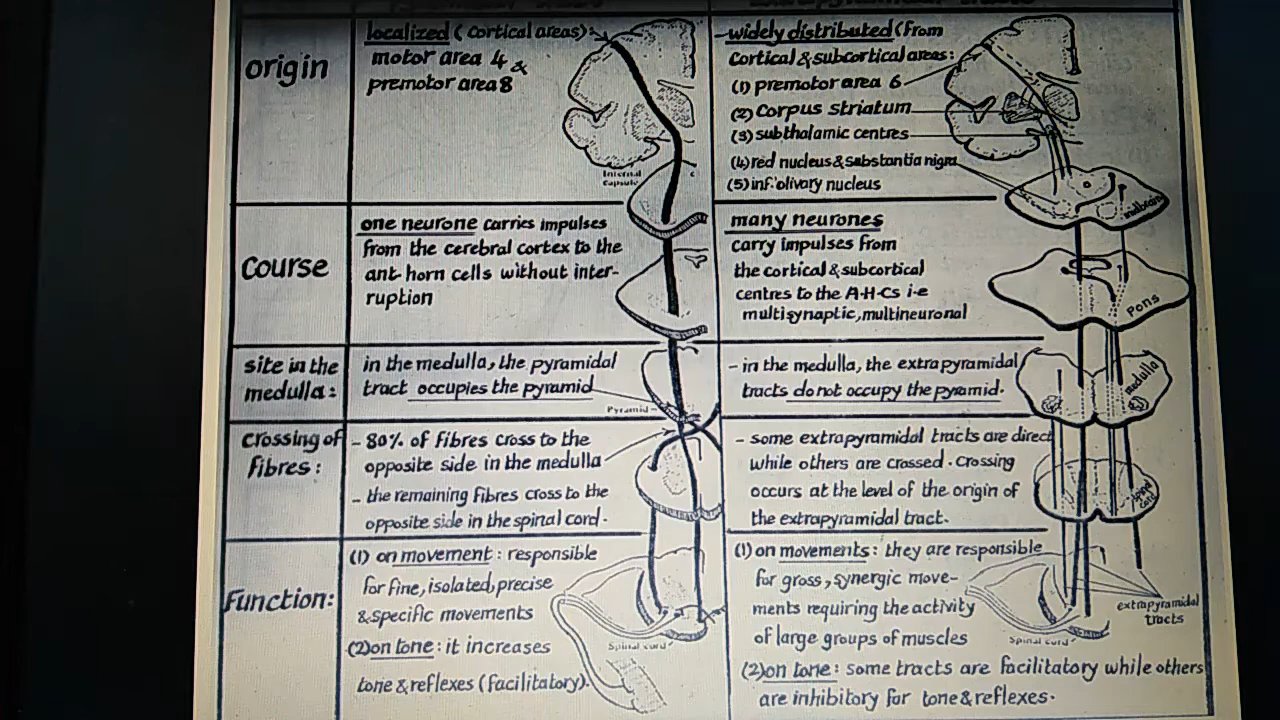 origin
localized (cortical areas):
motor area 4 &
premotor area 8
Internal
capsule
widely distributed (from
cortical & subcortical areas:
(1) premotor area 6
(2) corpus striatum
(3) subthalamic centres
(4) red nucleus & substantia nigra
(5) inf. olivary nucleus
midbrain
Course
one neurone carries impulses
from the cerebral cortex to the
ant. horn cells without inter-
ruption
many neurones
carry impulses from
the cortical & subcortical
centres to the A.H.Cs i.e
multisynaptic, multineuronal
Pons
site in the
medulla:
in the medulla, the pyramidal
tract occupies the pyramid
Pyramid
- in the medulla, the extrapyramidal
tracts do not occupy the pyramid.
medulla
Crossing of
fibres:
- 80% of fibres cross to the
opposite side in the medulla
- the remaining fibres cross to the
opposite side in the spinal cord.
- some extrapyramidal tracts are direct
while others are crossed. crossing
occurs at the level of the origin of
the extrapyramidal tract.
spinal
cord
Function:
(1) on movement: responsible
for fine, isolated, precise
& specific movements
(2) on tone: it increases
tone & reflexes (facilitatory).
Spinal cord
(1) on movements: they are responsible
for gross, synergic move-
ments requiring the activity
of large groups of muscles
(2) on tone: some tracts are facilitatory while others
are inhibitory for tone & reflexes.
Spinal cord
extrapyramidal
tracts